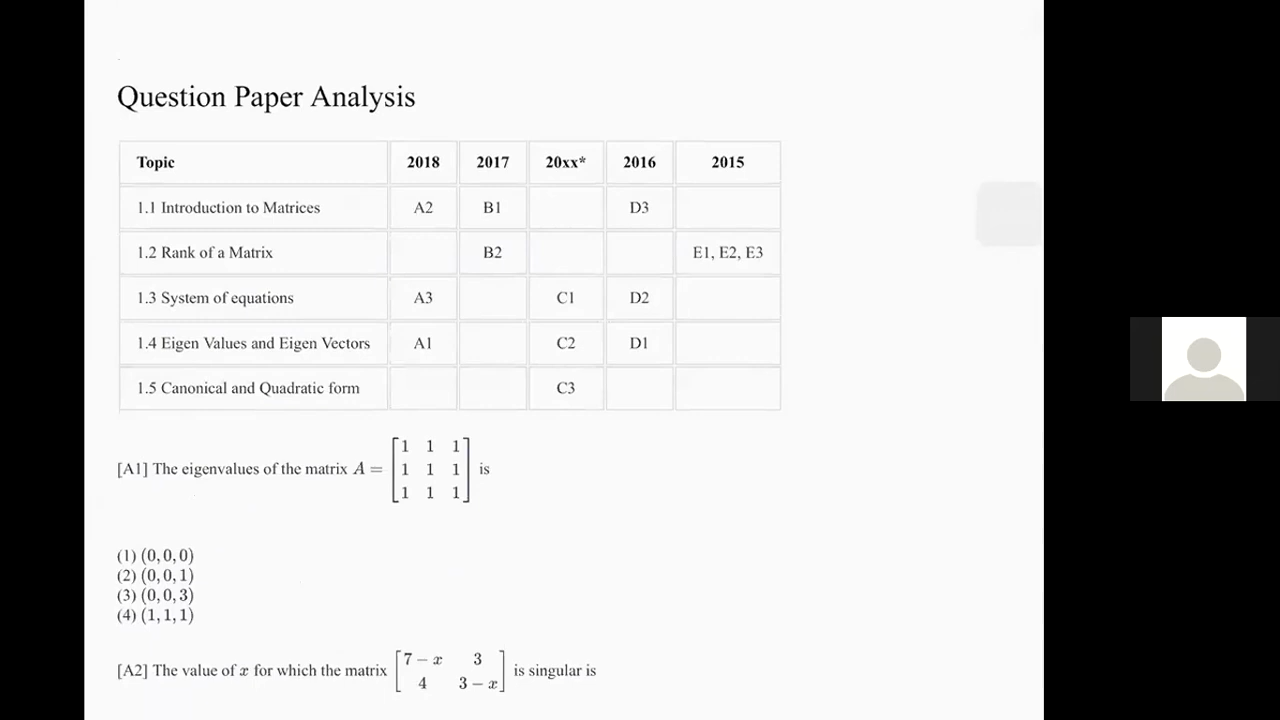 Question Paper Analysis
Topic 2018 2017 20xx* 2016 2015
1.1 Introduction to Matrices A2 B1 D3
1.2 Rank of a Matrix B2 E1, E2, E3
1.3 System of equations A3 C1 D2
1.4 Eigen Values and Eigen Vectors A1 C2 D1
1.5 Canonical and Quadratic form C3
[A1] The eigenvalues of the matrix A = [1 1 1
1 1 1
1 1 1] is
(1) (0, 0, 0)
(2) (0, 0, 1)
(3) (0, 0, 3)
(4) (1, 1, 1)
[A2] The value of x for which the matrix [7 − x 3
4 3 − x] is singular is